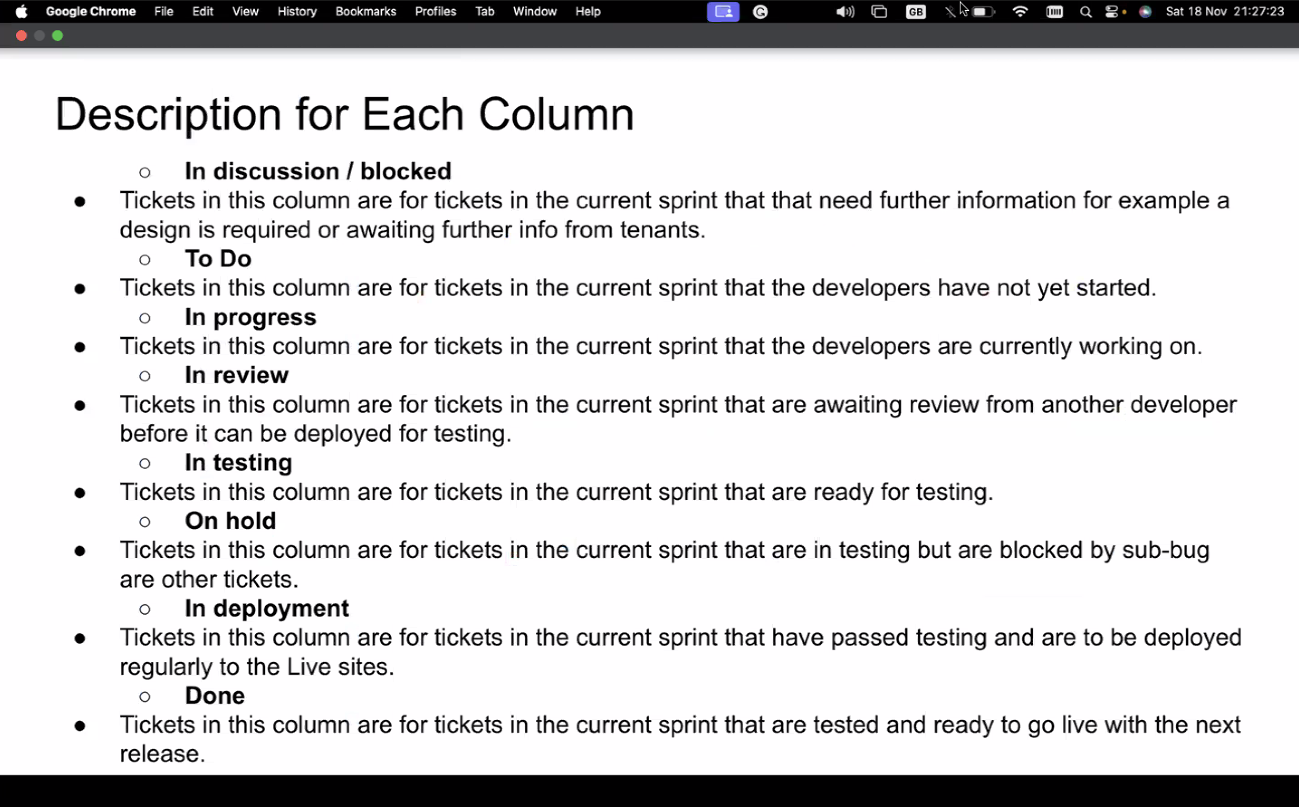 Google Chrome File Edit View History Bookmarks Profiles Tab Window Help GB Sat 18 Nov 21:27:23
Description for Each Column
○ In discussion / blocked
● Tickets in this column are for tickets in the current sprint that that need further information for example a
design is required or awaiting further info from tenants.
○ To Do
● Tickets in this column are for tickets in the current sprint that the developers have not yet started.
○ In progress
● Tickets in this column are for tickets in the current sprint that the developers are currently working on.
○ In review
● Tickets in this column are for tickets in the current sprint that are awaiting review from another developer
before it can be deployed for testing.
○ In testing
● Tickets in this column are for tickets in the current sprint that are ready for testing.
○ On hold
● Tickets in this column are for tickets in the current sprint that are in testing but are blocked by sub-bug
are other tickets.
○ In deployment
● Tickets in this column are for tickets in the current sprint that have passed testing and are to be deployed
regularly to the Live sites.
○ Done
● Tickets in this column are for tickets in the current sprint that are tested and ready to go live with the next
release.